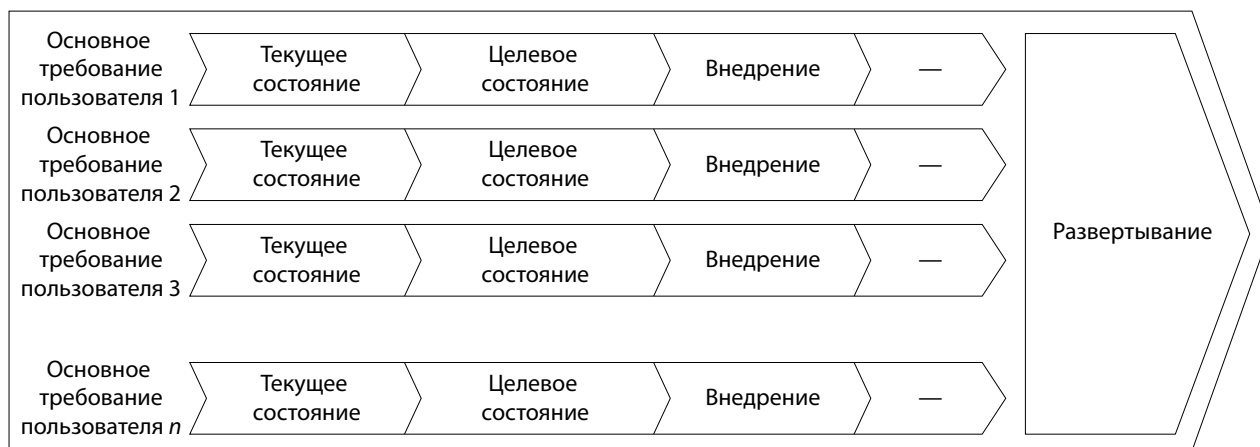 Основное
требование
пользователя 1
Текущее
состояние
Целевое
состояние
Внедрение
—
Основное
требование
пользователя 2
Текущее
состояние
Целевое
состояние
Внедрение
—
Основное
требование
пользователя 3
Текущее
состояние
Целевое
состояние
Внедрение
—
Основное
требование
пользователя n
Текущее
состояние
Целевое
состояние
Внедрение
—
Развертывание